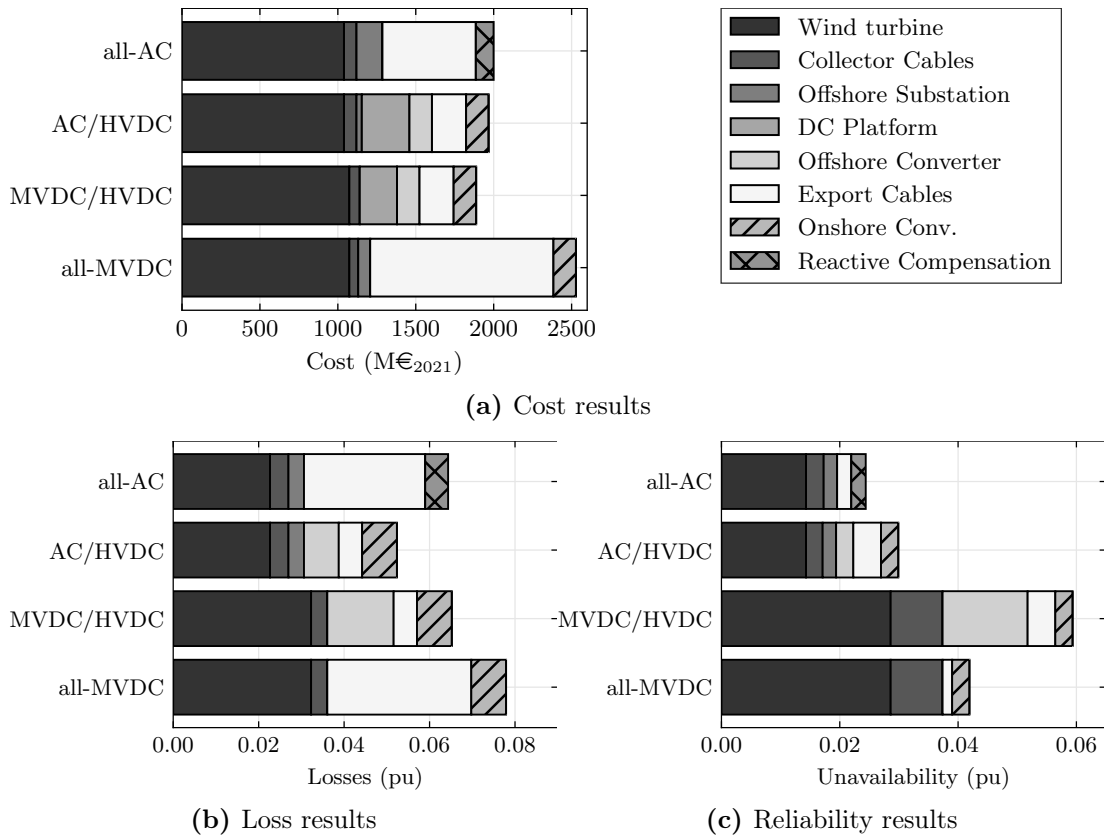 all-AC
AC/HVDC
MVDC/HVDC
all-MVDC
0 500 1000 1500 2000 2500
Cost (M€2021)
Wind turbine
Collector Cables
Offshore Substation
DC Platform
Offshore Converter
Export Cables
Onshore Conv.
Reactive Compensation
(a) Cost results
all-AC
AC/HVDC
MVDC/HVDC
all-MVDC
0.00 0.02 0.04 0.06 0.08
Losses (pu)
(b) Loss results
all-AC
AC/HVDC
MVDC/HVDC
all-MVDC
0.00 0.02 0.04 0.06
Unavailability (pu)
(c) Reliability results